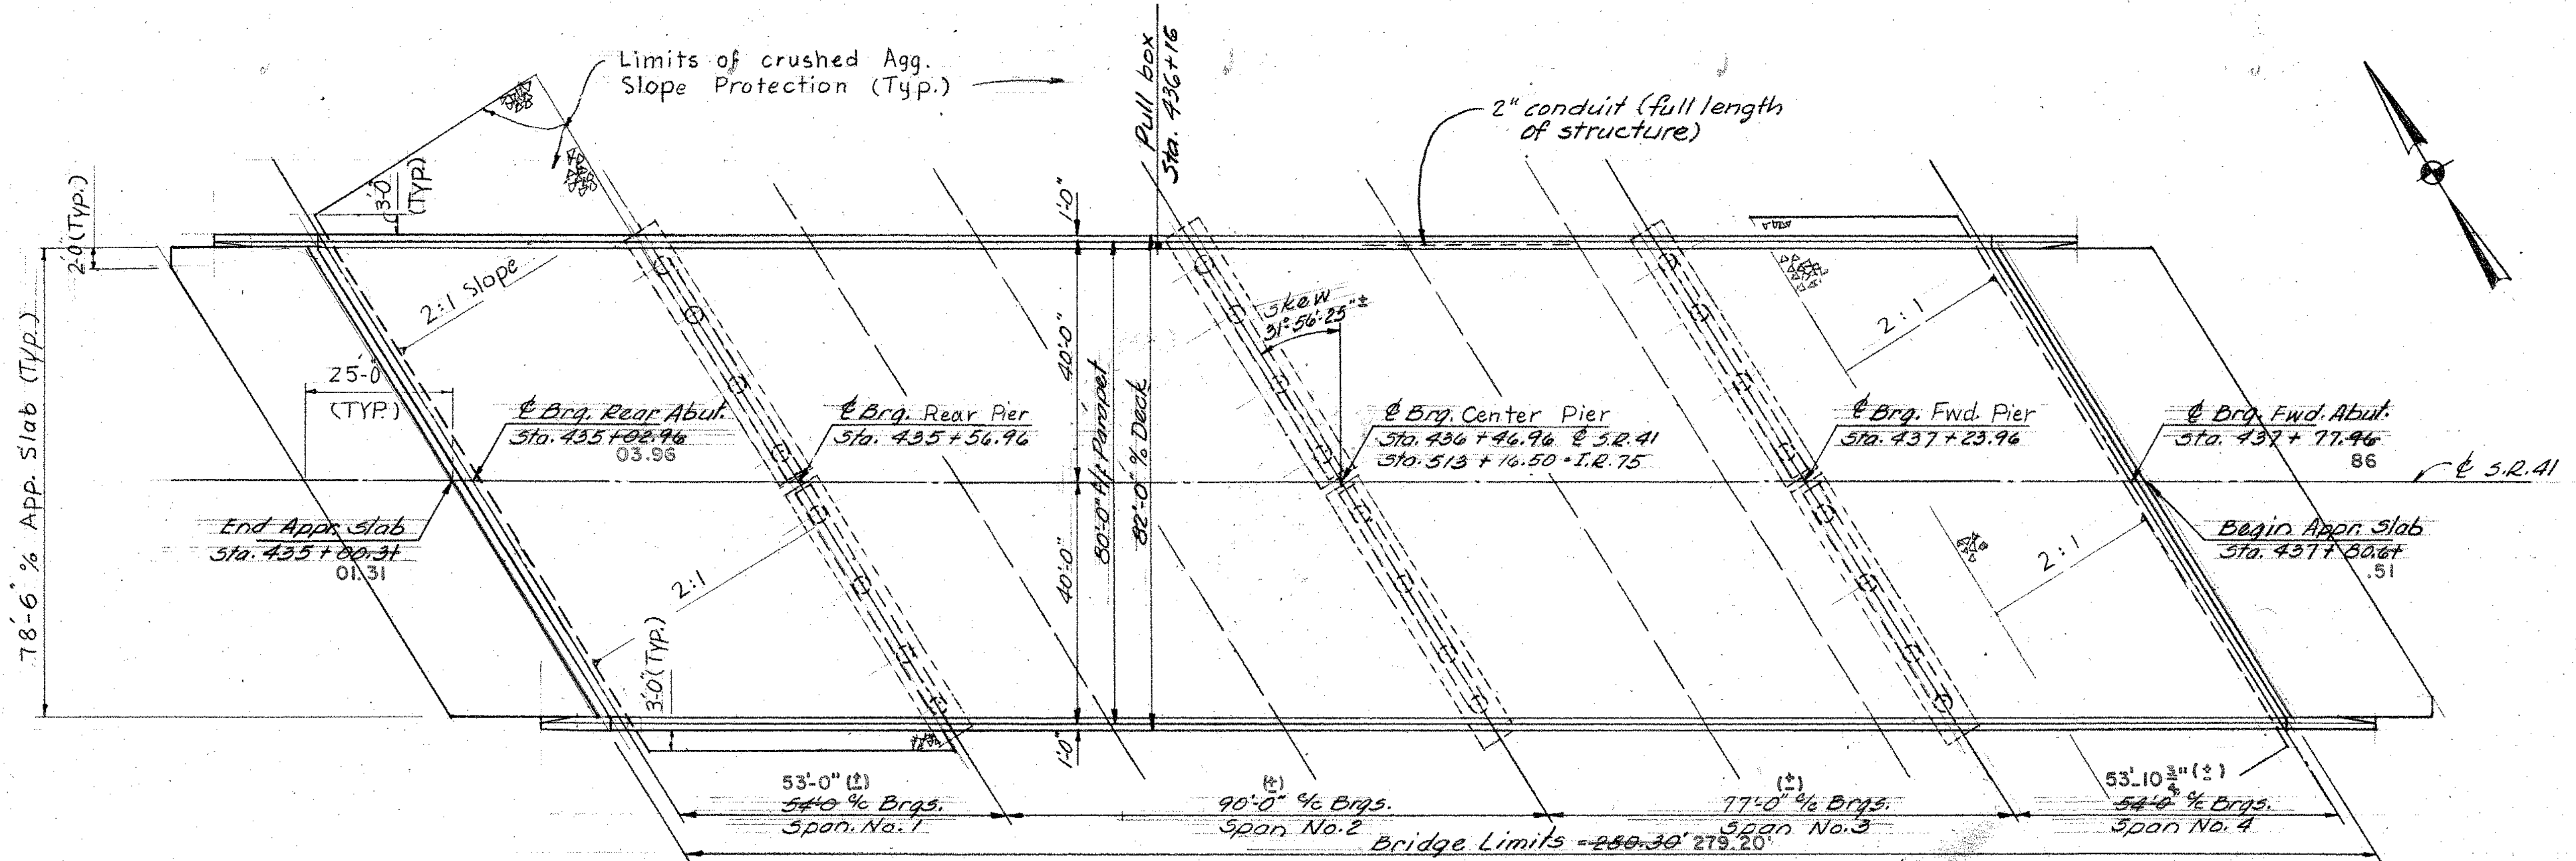 Limits of crushed Agg.
Slope Protection (Typ.)
Pull box
Sta. 436+16
2" conduit (full length
of structure)
2'-0 (Typ.)
3'-0
(TYP.)
1'-0"
2:1 Slope
skew
31°-56'-25"±
2:1
78'-6" % App. Slab (Typ.)
25'-0
(TYP.)
40'-0"
80'-0" f/f Parapet
82'-0" % Deck
₵ Brg. Rear Abut.
Sta. 435+02.96
03.96
₵ Brg. Rear Pier
Sta. 435+56.96
₵ Brg. Center Pier
Sta. 436+46.96 ₵ S.R.41
Sta. 513+16.50 I.R.75
₵ Brg. Fwd. Pier
Sta. 437+23.96
₵ Brg. Fwd. Abut.
Sta. 437+77.96
86
₵ S.R.41
End Appr. Slab
Sta. 435+00.31
01.31
Begin Appr. Slab
Sta. 437+80.61
.51
2:1
40'-0"
2:1
3'-0" (TYP.)
1'-0"
53'-0" (±)
54'-0 c/c Brgs.
Span. No. 1
(±)
90'-0" c/c Brgs.
Span No. 2
(±)
77'-0" c/c Brgs.
Span No. 3
53'-10 3/4" (±)
54'-0" c/c Brgs.
Span No. 4
Bridge Limits = 280.30' 279.20'